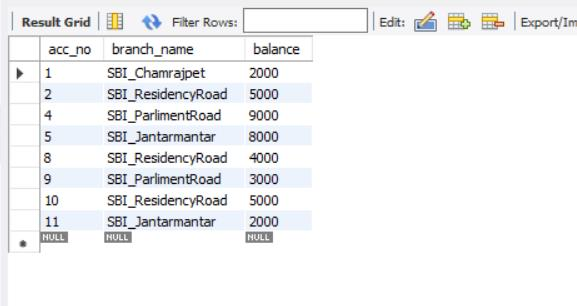 Result Grid Filter Rows: Edit: Export/Im
acc_no branch_name balance
1 SBI_Chamrajpet 2000
2 SBI_ResidencyRoad 5000
4 SBI_ParlimentRoad 9000
5 SBI_Jantarmantar 8000
8 SBI_ResidencyRoad 4000
9 SBI_ParlimentRoad 3000
10 SBI_ResidencyRoad 5000
11 SBI_Jantarmantar 2000
NULL NULL NULL